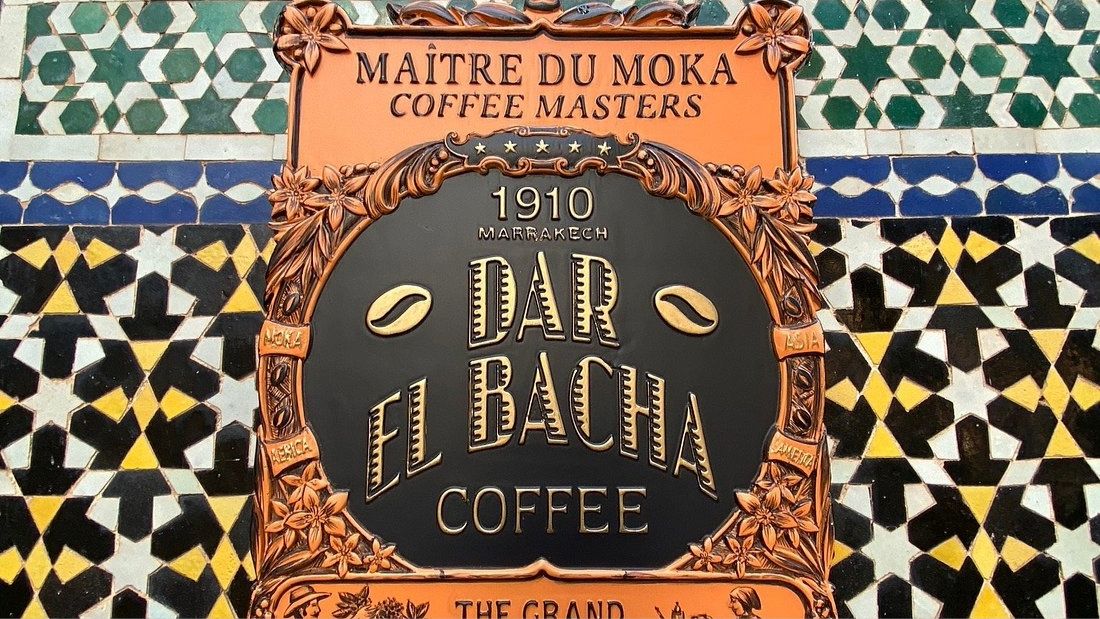 MAÎTRE DU MOKA
COFFEE MASTERS
1910
MARRAKECH
DAR
EL BACHA
COFFEE
MOKA
ASIA
AFRICA
S.AMERICA
THE GRAND